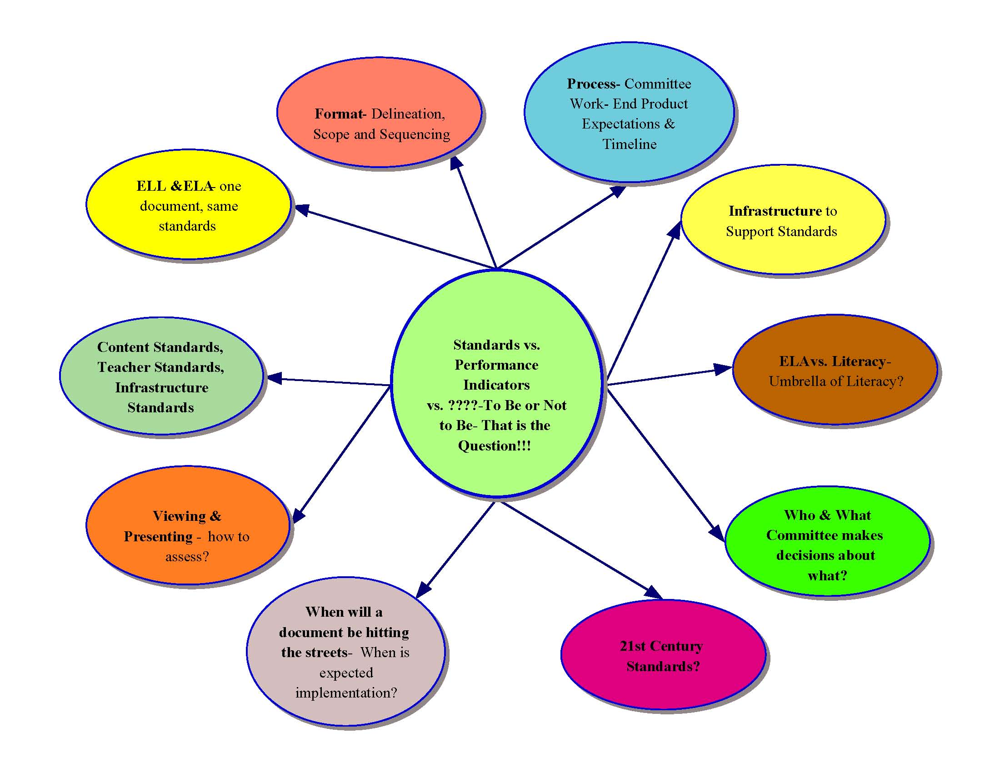 Process- Committee
Work- End Product
Expectations &
Timeline
Format- Delineation,
Scope and Sequencing
ELL &ELA- one
document, same
standards
Infrastructure to
Support Standards
Content Standards,
Teacher Standards,
Infrastructure
Standards
Standards vs.
Performance
Indicators
vs. ????-To Be or Not
to Be- That is the
Question!!!
ELAvs. Literacy-
Umbrella of Literacy?
Viewing &
Presenting - how to
assess?
Who & What
Committee makes
decisions about
what?
When will a
document be hitting
the streets- When is
expected
implementation?
21st Century
Standards?